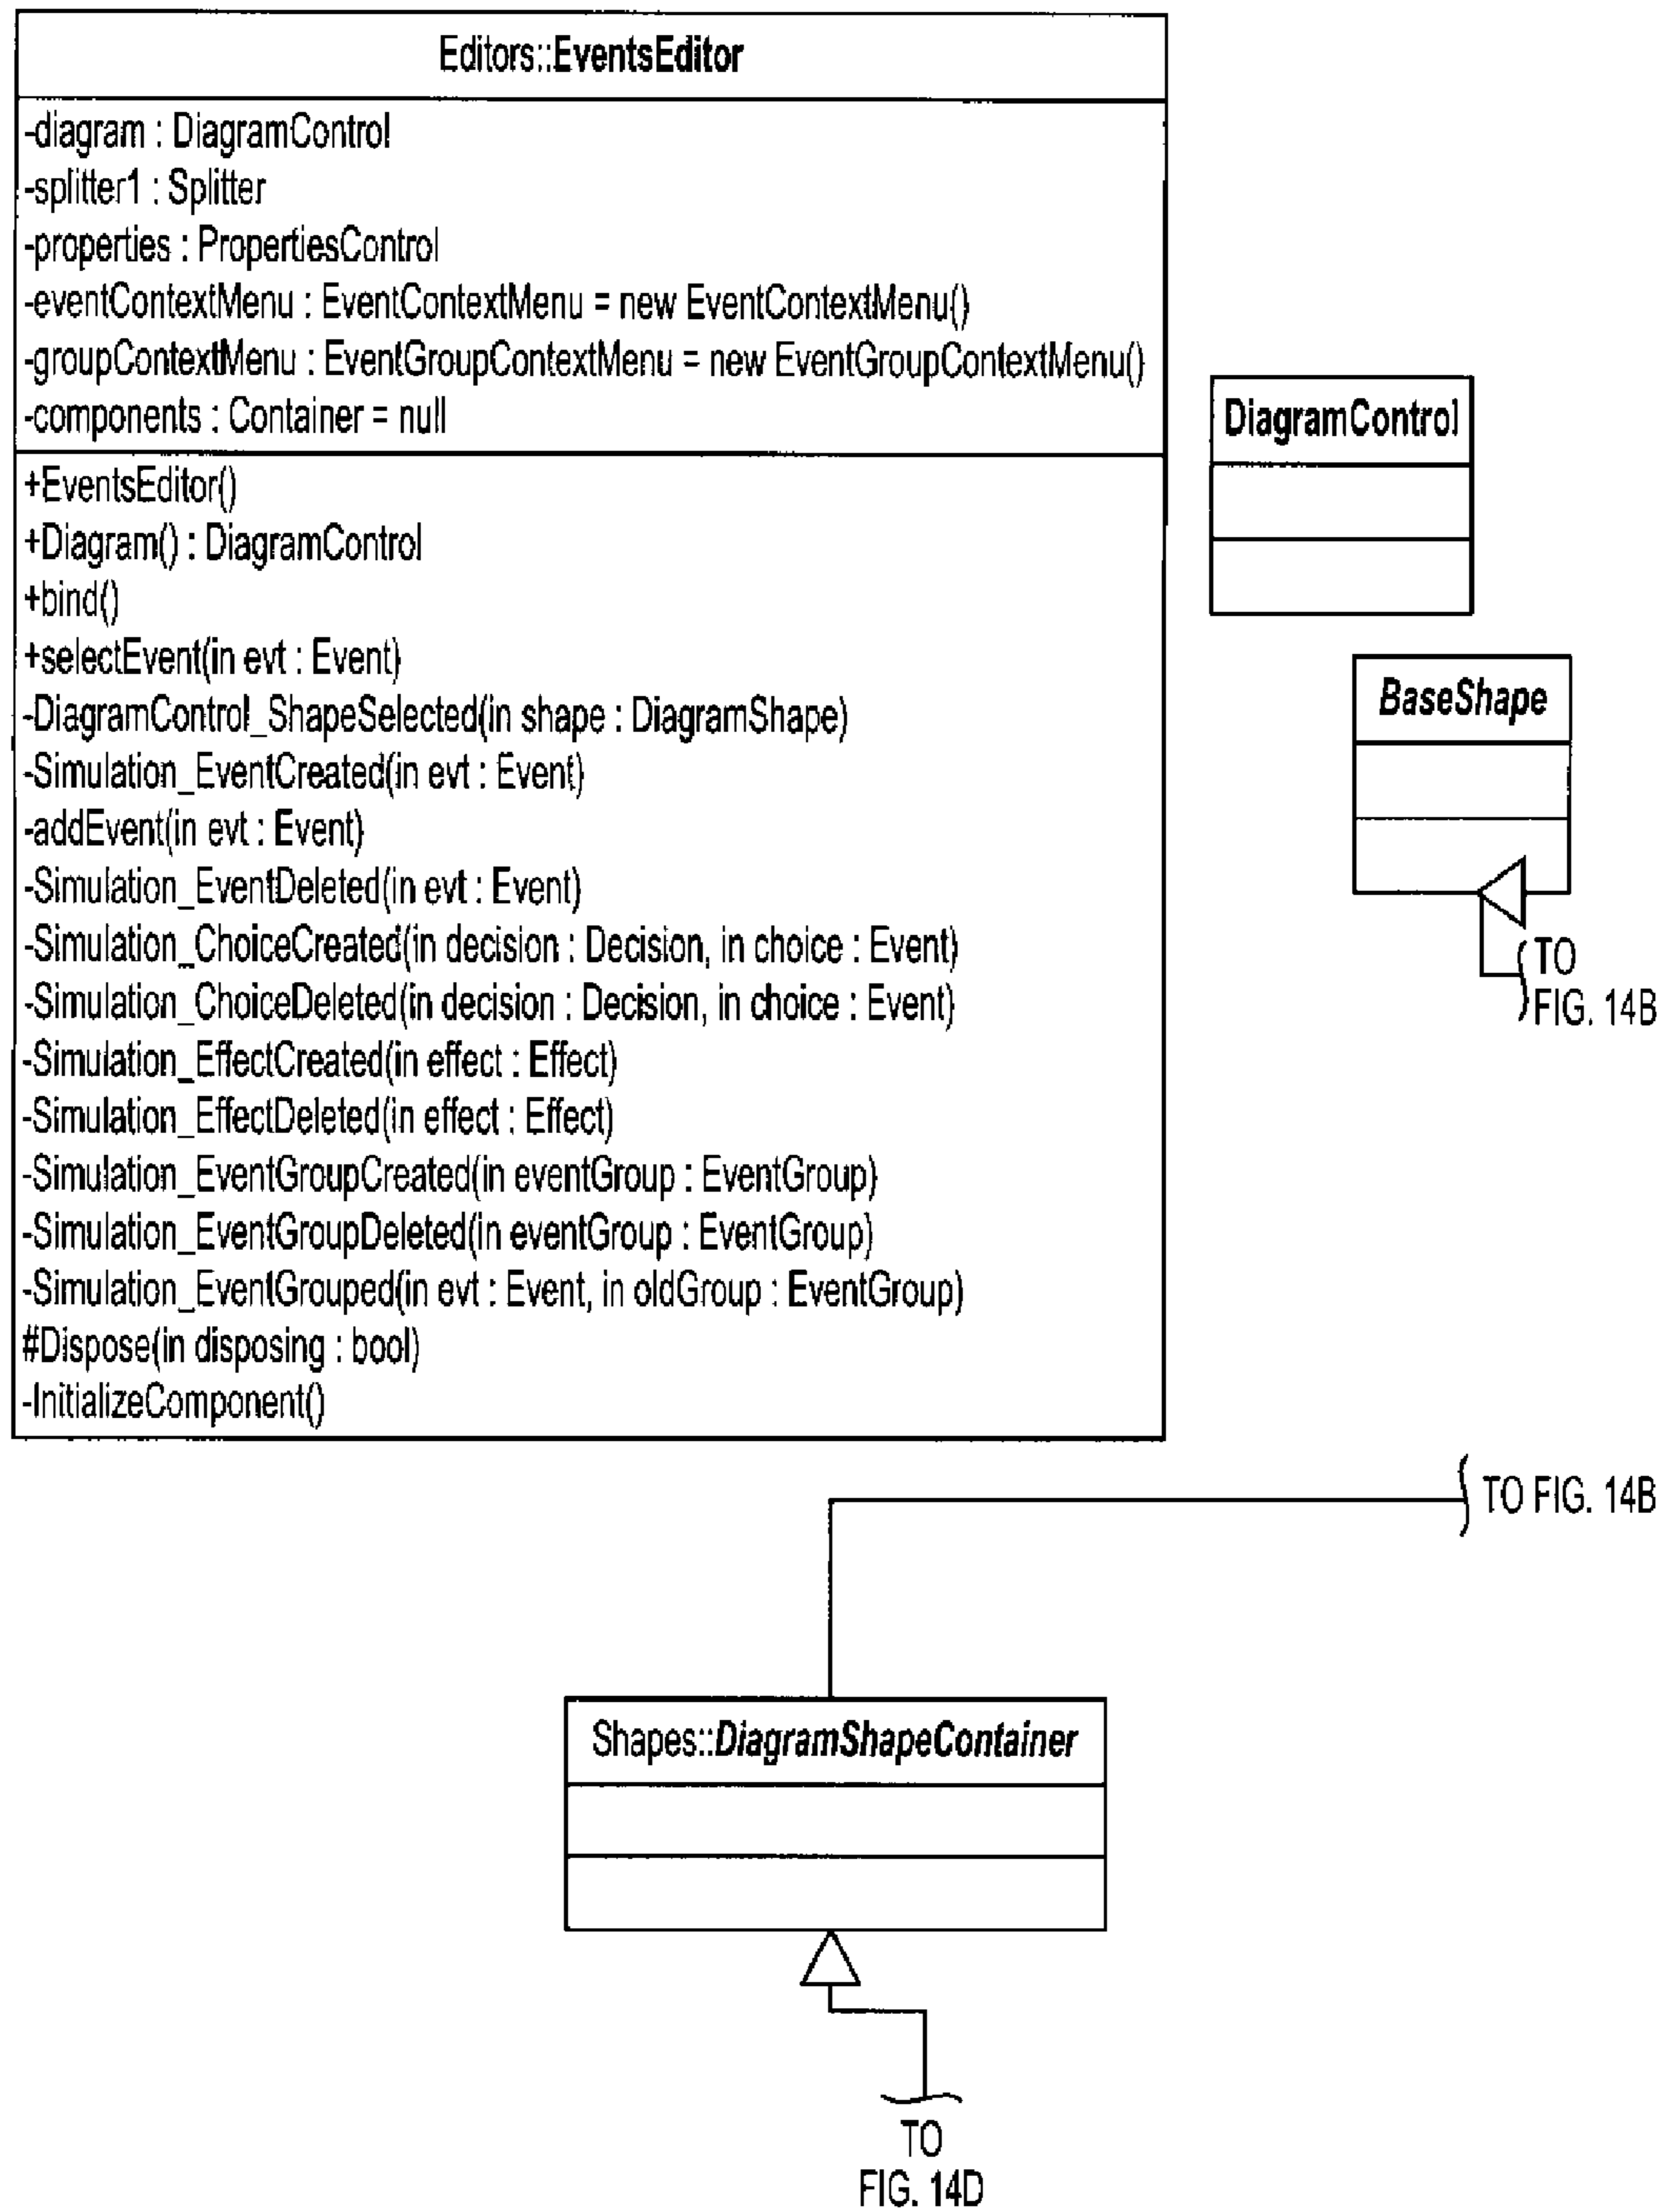 Editors::EventsEditor
-diagram : DiagramControl
-splitter1 : Splitter
-properties : PropertiesControl
-eventContextMenu : EventContextMenu = new EventContextMenu()
-groupContextMenu : EventGroupContextMenu = new EventGroupContextMenu()
-components : Container = null
+EventsEditor()
+Diagram() : DiagramControl
+bind()
+selectEvent(in evt : Event)
-DiagramControl_ShapeSelected(in shape : DiagramShape)
-Simulation_EventCreated(in evt : Event)
-addEvent(in evt : Event)
-Simulation_EventDeleted(in evt : Event)
-Simulation_ChoiceCreated(in decision : Decision, in choice : Event)
-Simulation_ChoiceDeleted(in decision : Decision, in choice : Event)
-Simulation_EffectCreated(in effect : Effect)
-Simulation_EffectDeleted(in effect : Effect)
-Simulation_EventGroupCreated(in eventGroup : EventGroup)
-Simulation_EventGroupDeleted(in eventGroup : EventGroup)
-Simulation_EventGrouped(in evt : Event, in oldGroup : EventGroup)
#Dispose(in disposing : bool)
-InitializeComponent()
DiagramControl
BaseShape
TO
FIG. 14B
TO FIG. 14B
Shapes::DiagramShapeContainer
TO
FIG. 14D